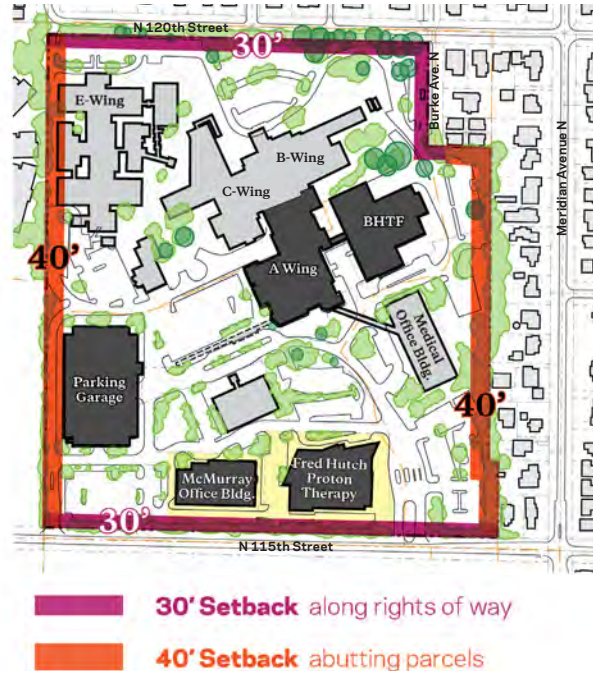 N 120th Street
30'
Burke Ave. N
E-Wing
B-Wing
C-Wing
Meridian Avenue N
BHTF
40'
A Wing
Medical
Office Bldg.
Parking
Garage
40'
McMurray
Office Bldg.
Fred Hutch
Proton
Therapy
30'
N 115th Street
30' Setback along rights of way
40' Setback abutting parcels